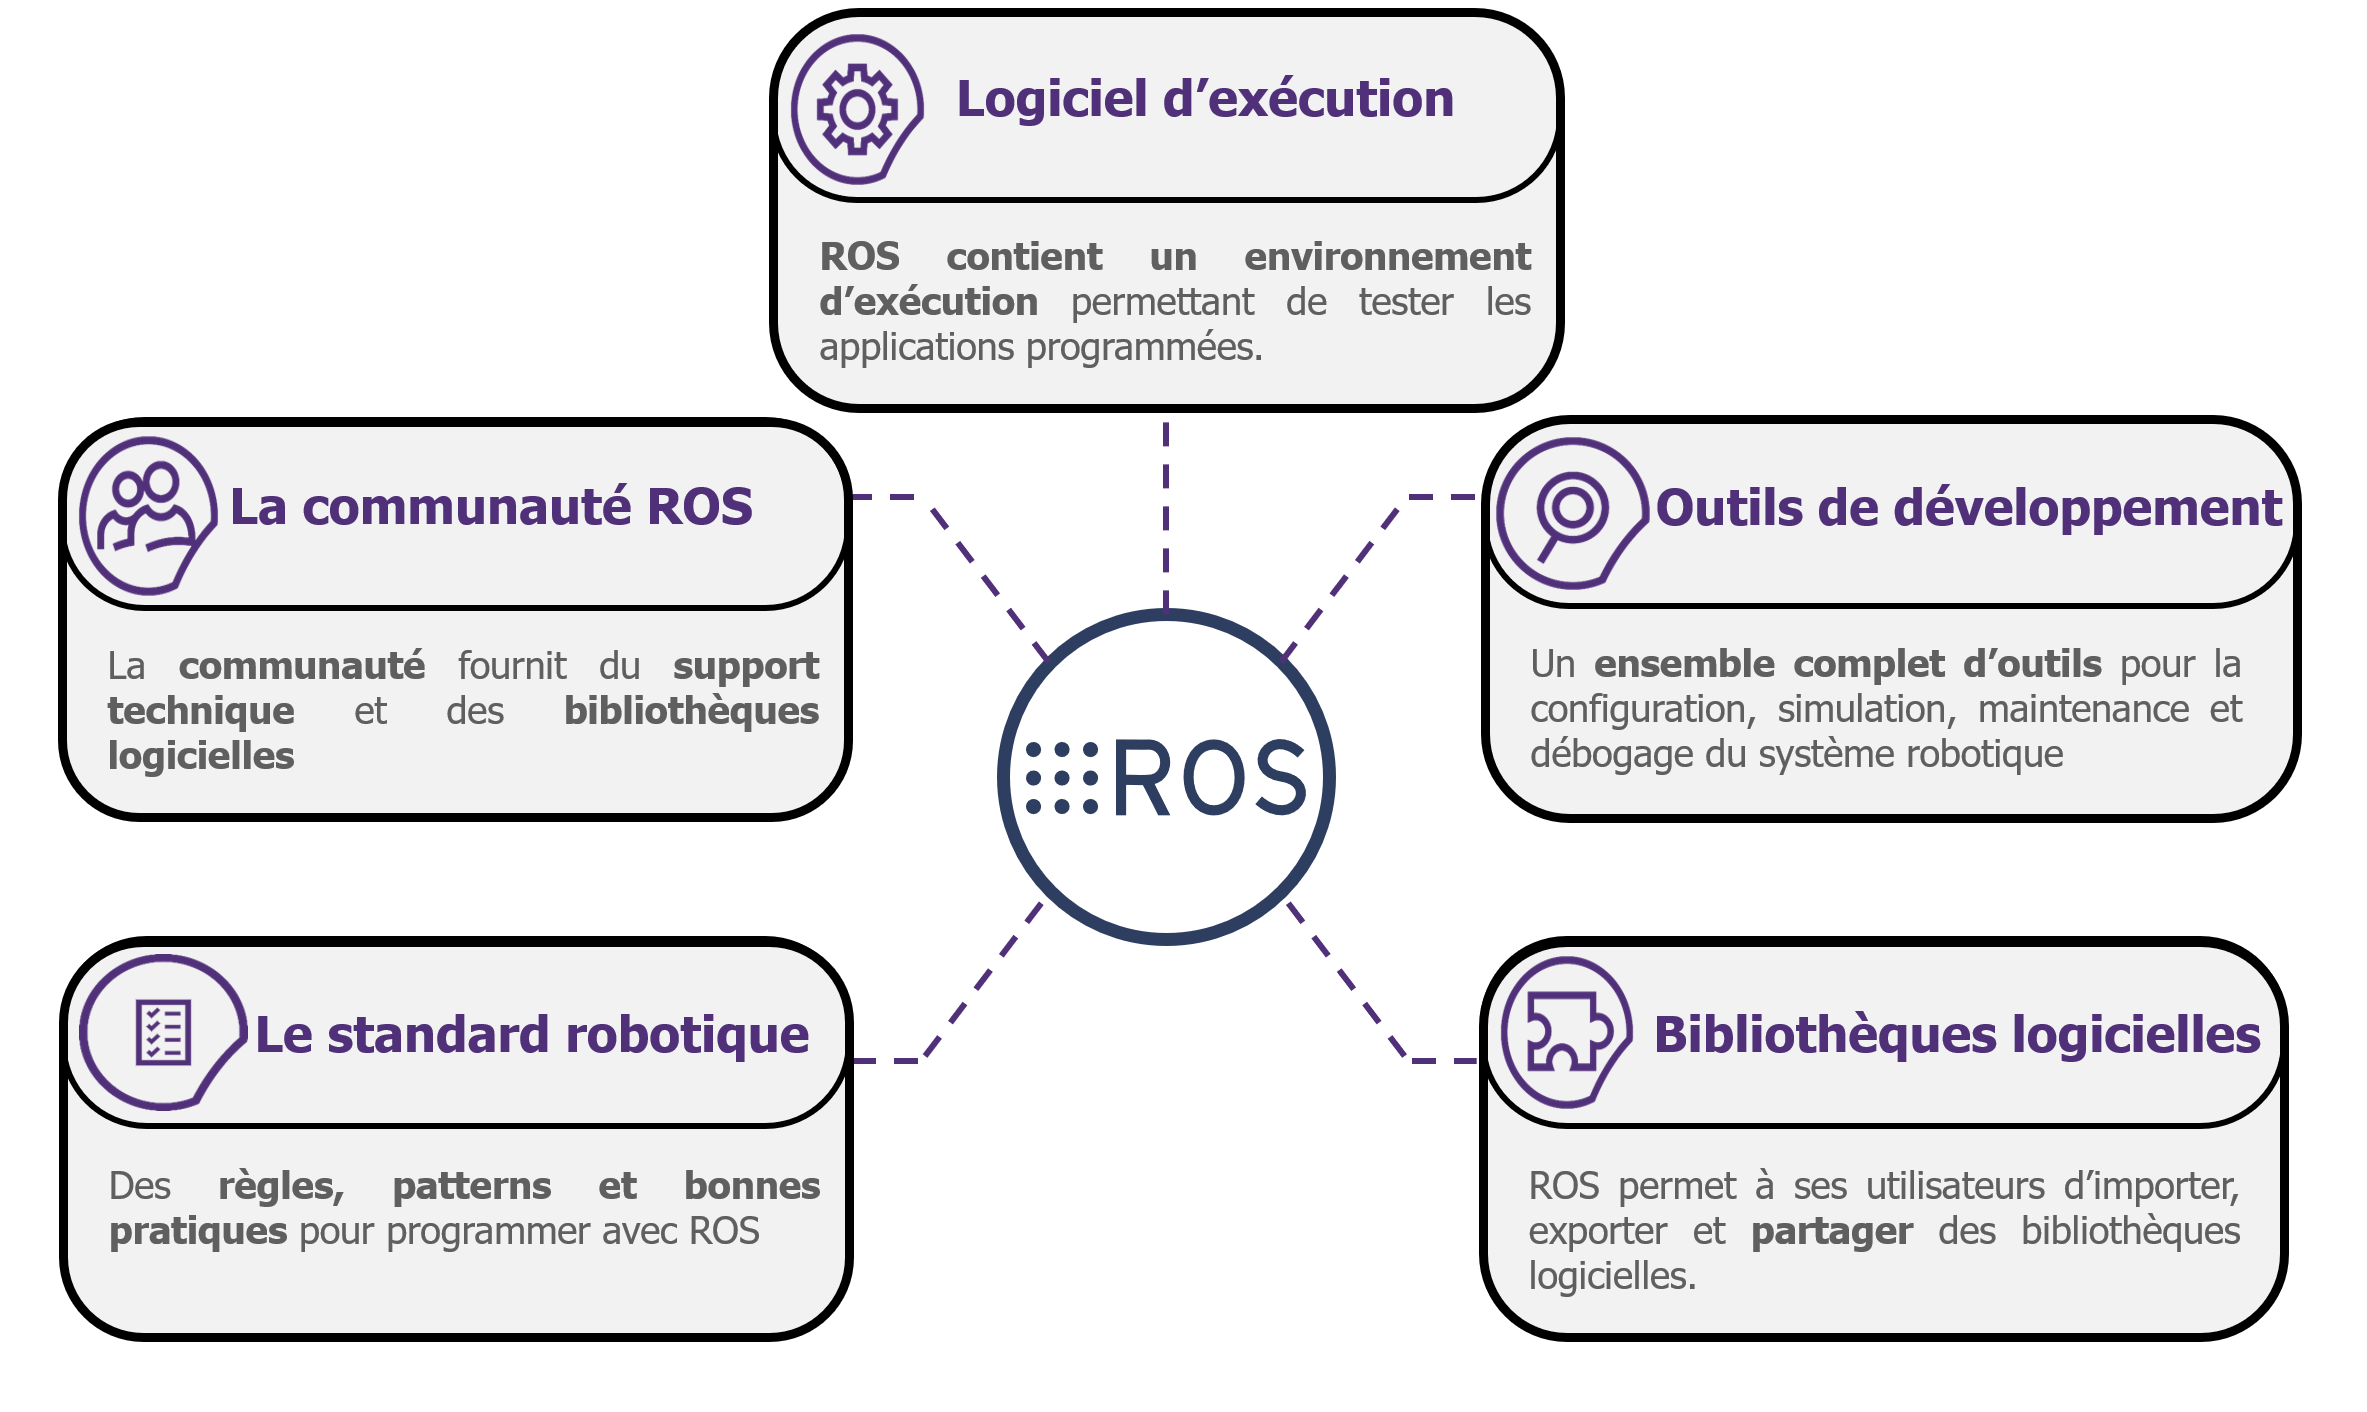 Logiciel d’exécution
ROS contient un environnement
d’exécution permettant de tester les
applications programmées.
La communauté ROS
La communauté fournit du support
technique et des bibliothèques
logicielles
Outils de développement
Un ensemble complet d’outils pour la
configuration, simulation, maintenance et
débogage du système robotique
ROS
Le standard robotique
Des règles, patterns et bonnes
pratiques pour programmer avec ROS
Bibliothèques logicielles
ROS permet à ses utilisateurs d’importer,
exporter et partager des bibliothèques
logicielles.